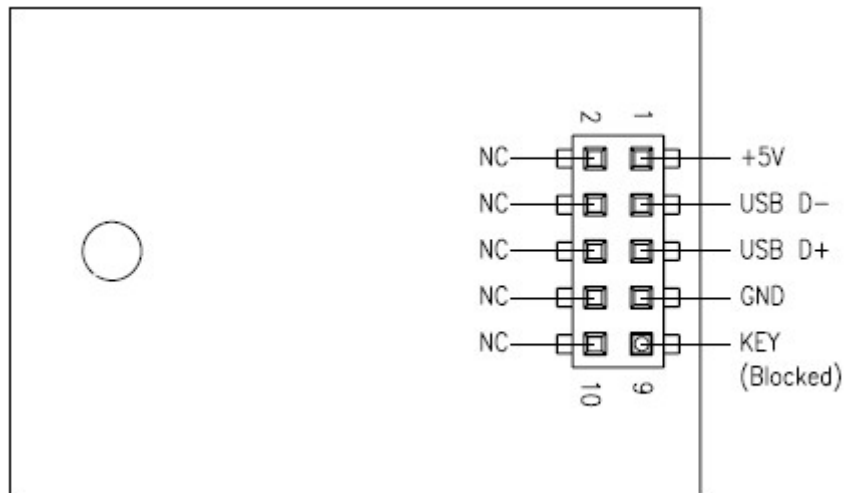 2 1
NC +5V
NC USB D-
NC USB D+
NC GND
NC KEY
(Blocked)
10 9